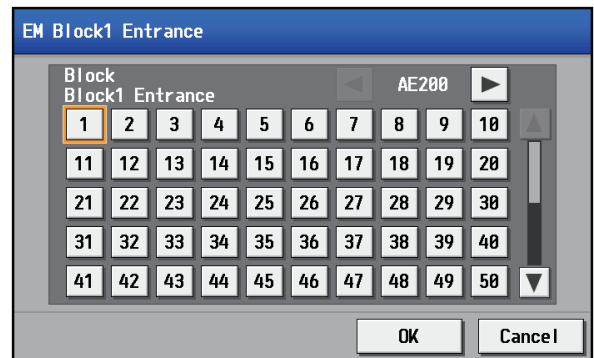 EM Block1 Entrance
Block
Block1 Entrance
AE200
1 2 3 4 5 6 7 8 9 10
11 12 13 14 15 16 17 18 19 20
21 22 23 24 25 26 27 28 29 30
31 32 33 34 35 36 37 38 39 40
41 42 43 44 45 46 47 48 49 50
OK Cancel